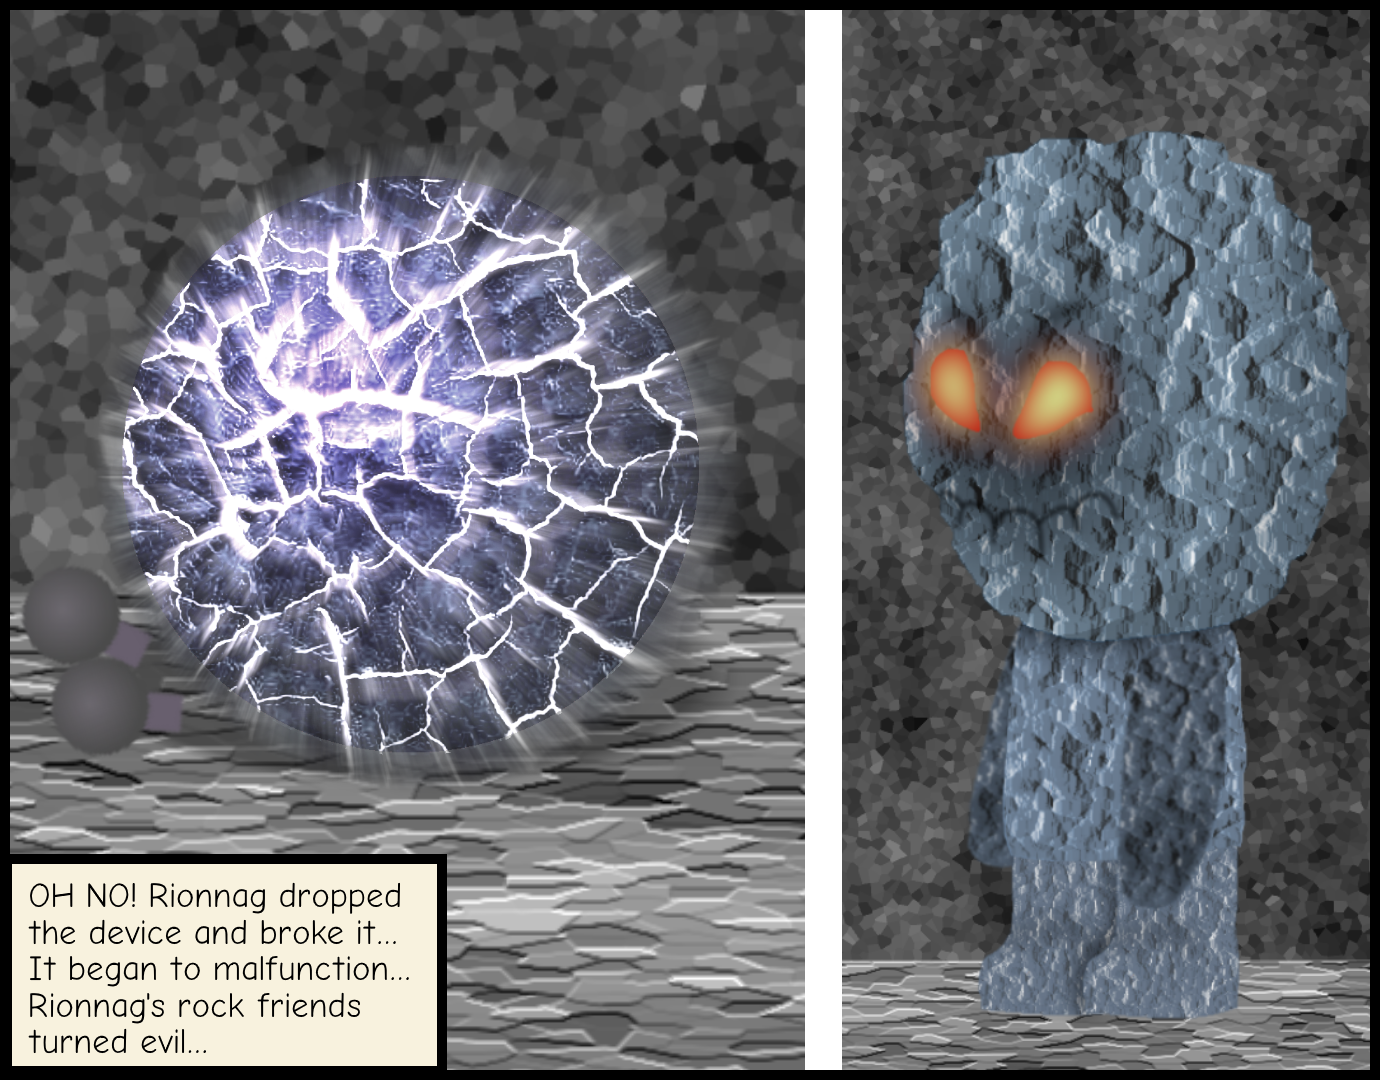 OH NO! Rionnag dropped
the device and broke it...
It began to malfunction...
Rionnag's rock friends
turned evil...